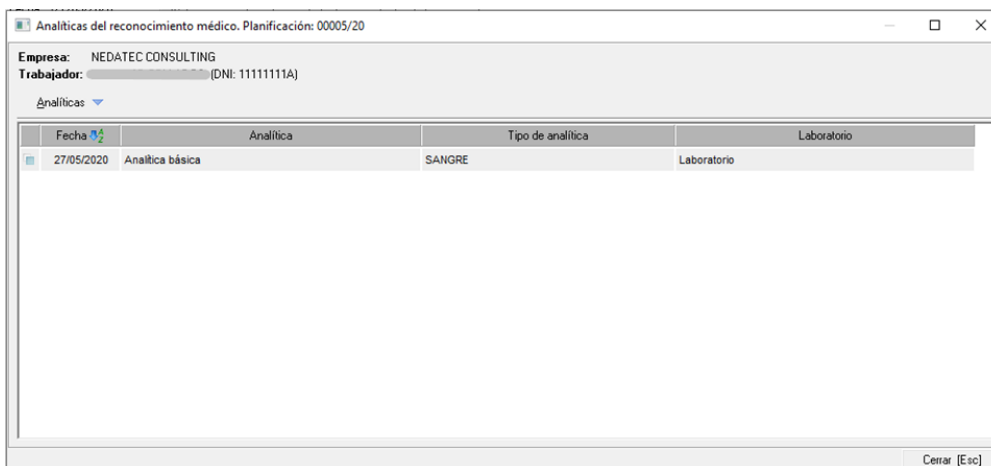 Analíticas del reconocimiento médico. Planificación: 00005/20
Empresa: NEDATEC CONSULTING
Trabajador: (DNI: 11111111A)
Analíticas
Fecha Analítica Tipo de analítica Laboratorio
27/05/2020 Analítica básica SANGRE Laboratorio
Cerrar [Esc]